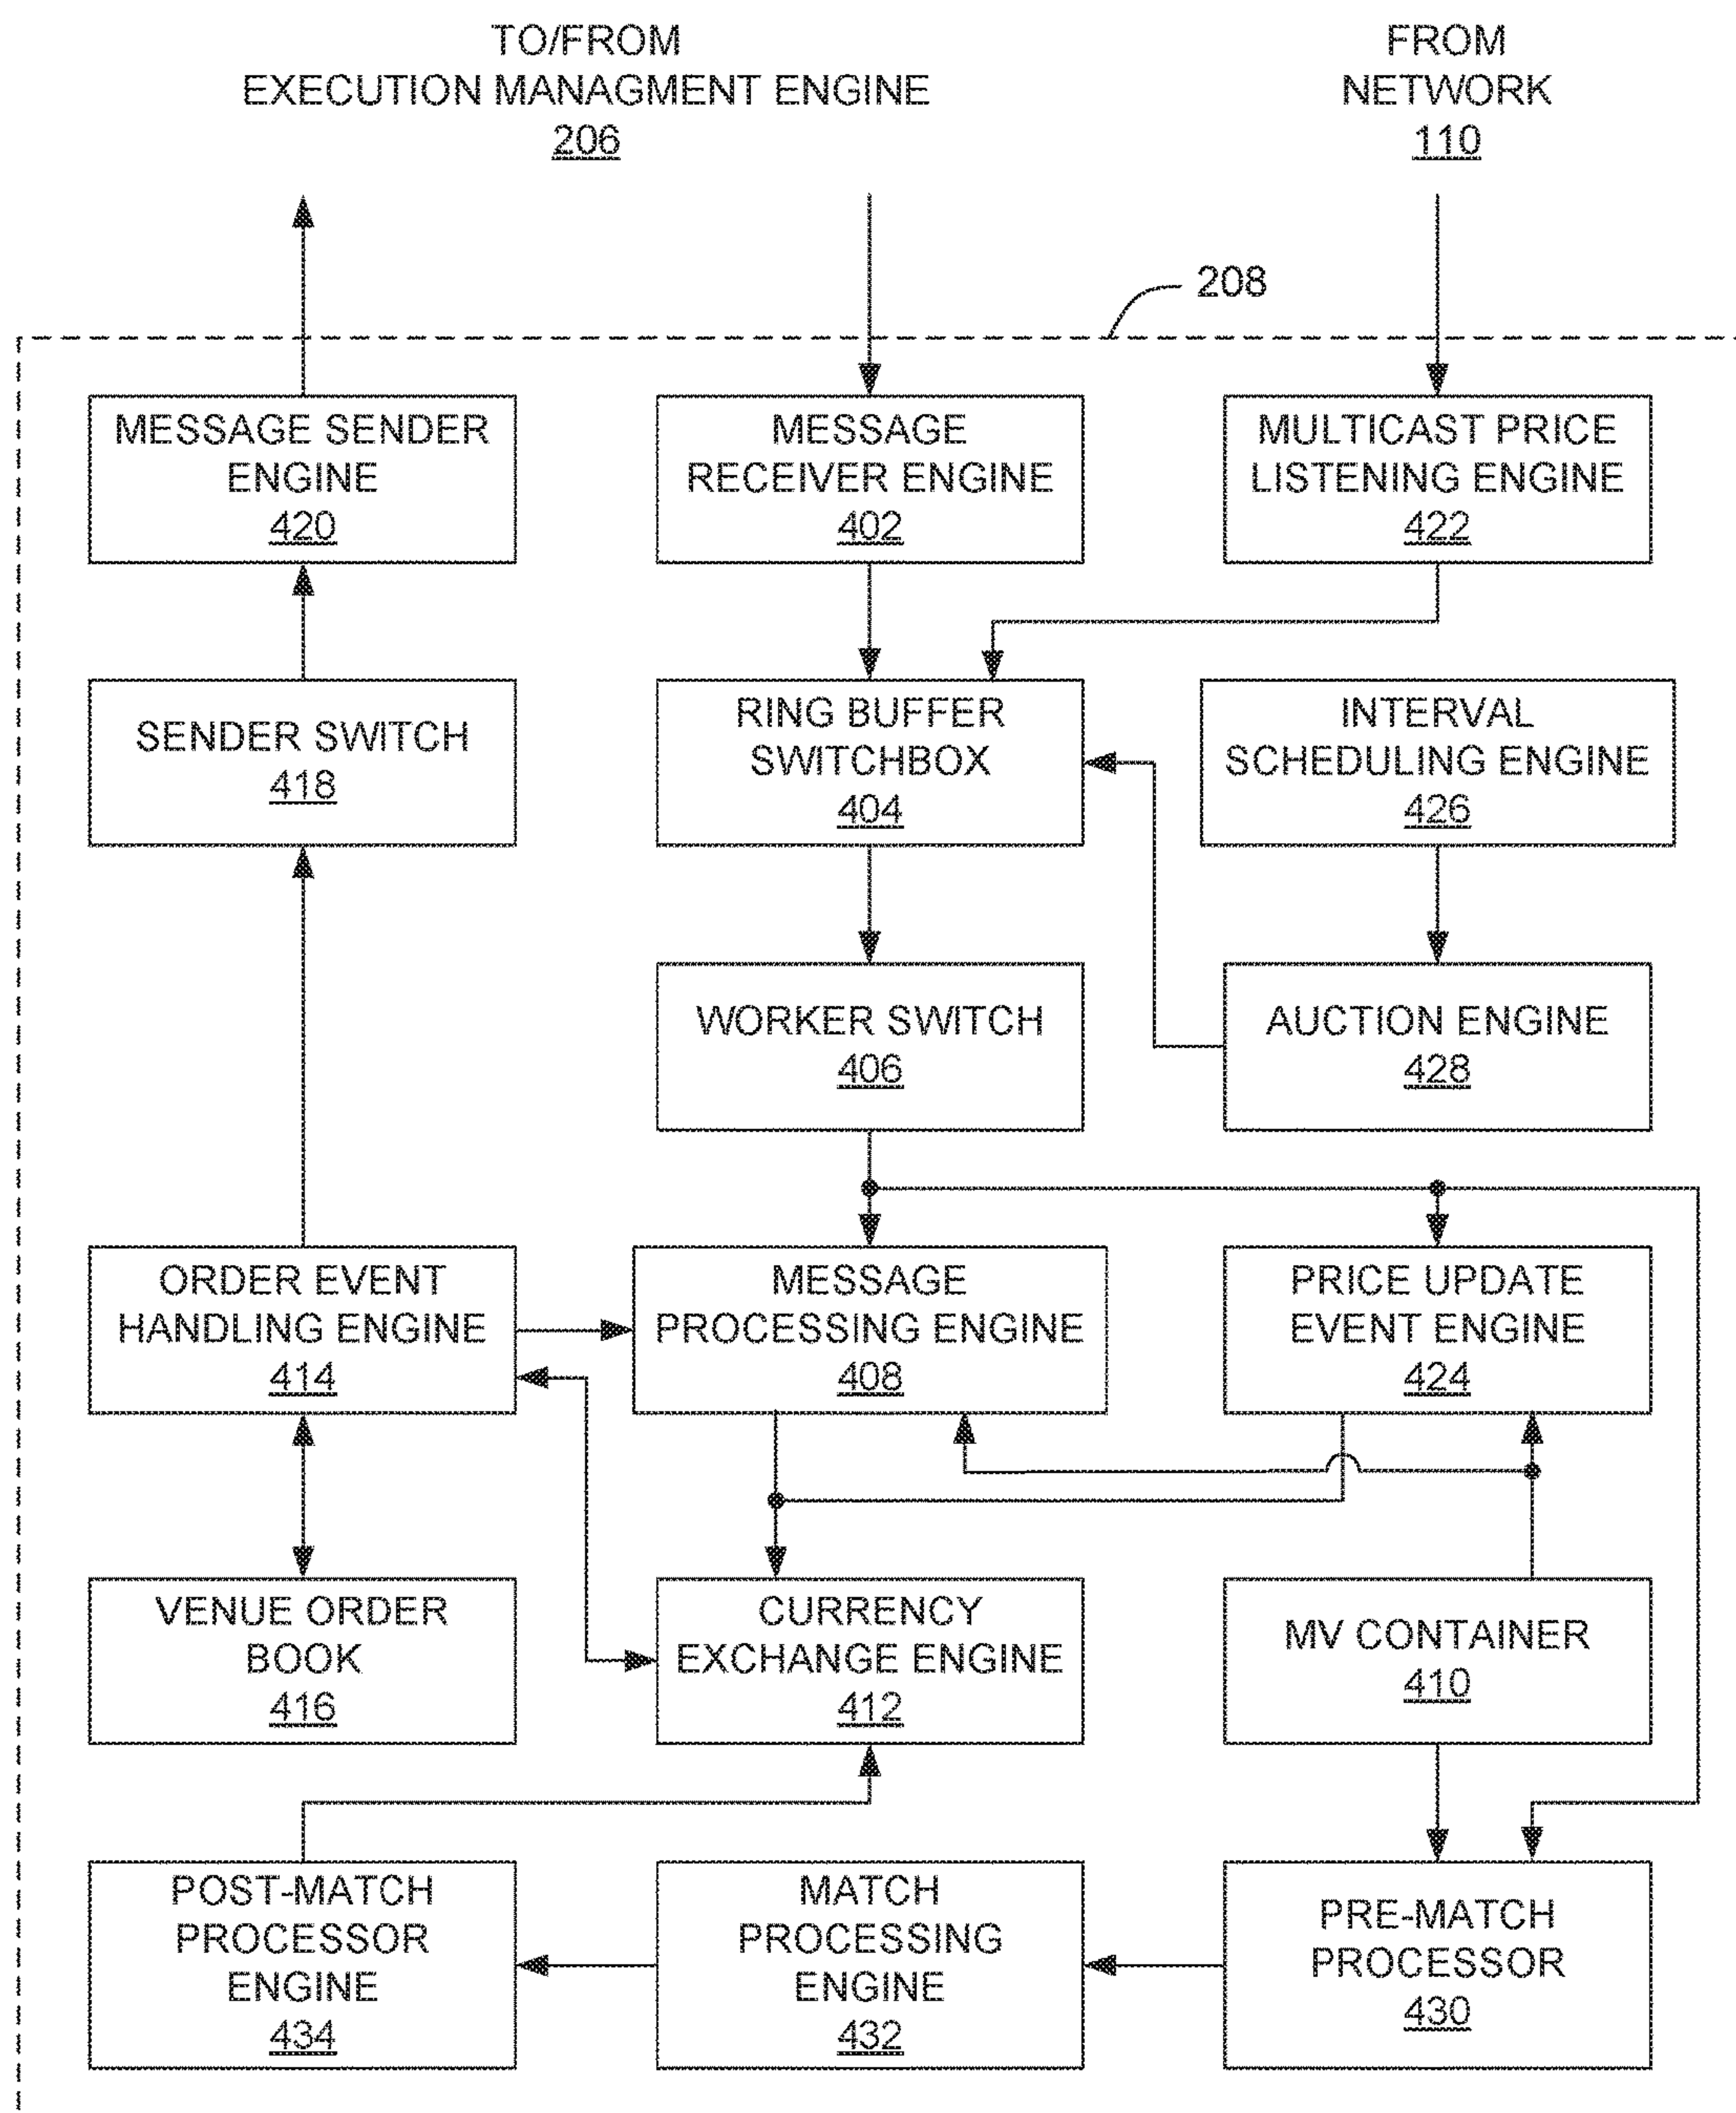 TO/FROM
EXECUTION MANAGMENT ENGINE
206
FROM
NETWORK
110
208
MESSAGE SENDER
ENGINE
420
MESSAGE
RECEIVER ENGINE
402
MULTICAST PRICE
LISTENING ENGINE
422
SENDER SWITCH
418
RING BUFFER
SWITCHBOX
404
INTERVAL
SCHEDULING ENGINE
426
WORKER SWITCH
406
AUCTION ENGINE
428
ORDER EVENT
HANDLING ENGINE
414
MESSAGE
PROCESSING ENGINE
408
PRICE UPDATE
EVENT ENGINE
424
VENUE ORDER
BOOK
416
CURRENCY
EXCHANGE ENGINE
412
MV CONTAINER
410
POST-MATCH
PROCESSOR
ENGINE
434
MATCH
PROCESSING
ENGINE
432
PRE-MATCH
PROCESSOR
430